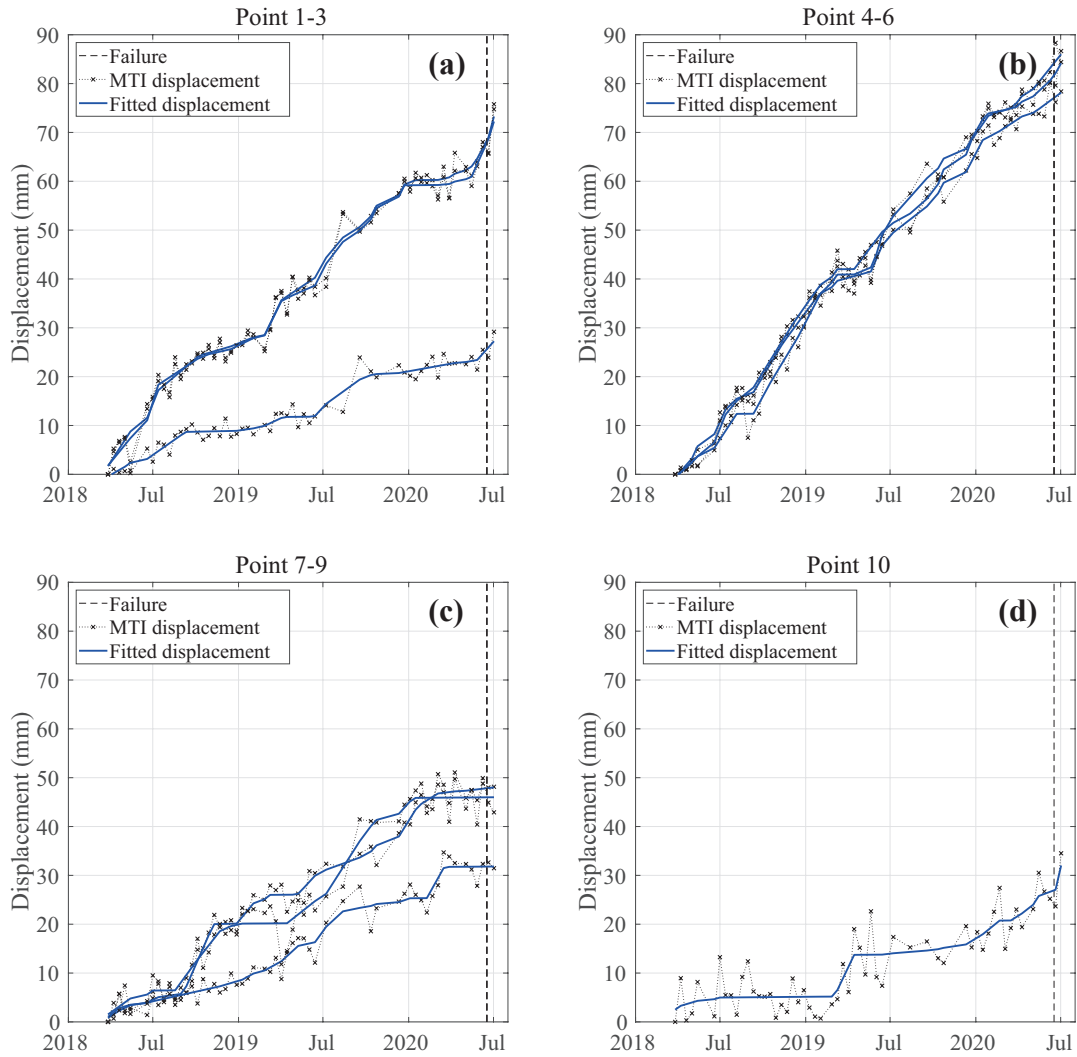 Point 1-3
90
80
70
60
50
40
30
20
10
0
Displacement (mm)
Failure
MTI displacement
Fitted displacement
(a)
2018
Jul
2019
Jul
2020
Jul
Point 4-6
90
80
70
60
50
40
30
20
10
0
Displacement (mm)
Failure
MTI displacement
Fitted displacement
(b)
2018
Jul
2019
Jul
2020
Jul
Point 7-9
90
80
70
60
50
40
30
20
10
0
Displacement (mm)
Failure
MTI displacement
Fitted displacement
(c)
2018
Jul
2019
Jul
2020
Jul
Point 10
90
80
70
60
50
40
30
20
10
0
Displacement (mm)
Failure
MTI displacement
Fitted displacement
(d)
2018
Jul
2019
Jul
2020
Jul